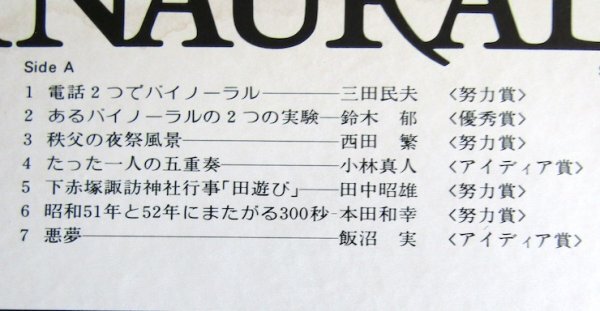 INAURAL
Side A
1 電話2つでバイノーラル――――三田民夫 〈努力賞〉
2 あるバイノーラルの2つの実験―鈴木 郁 〈優秀賞〉
3 秩父の夜祭風景――――――――西田 繁 〈努力賞〉
4 たった一人の五重奏――――――小林真人 〈アイディア賞〉
5 下赤塚諏訪神社行事「田遊び」――田中昭雄 〈努力賞〉
6 昭和51年と52年にまたがる300秒-本田和幸 〈努力賞〉
7 悪夢―――――――――――――飯沼 実 〈アイディア賞〉